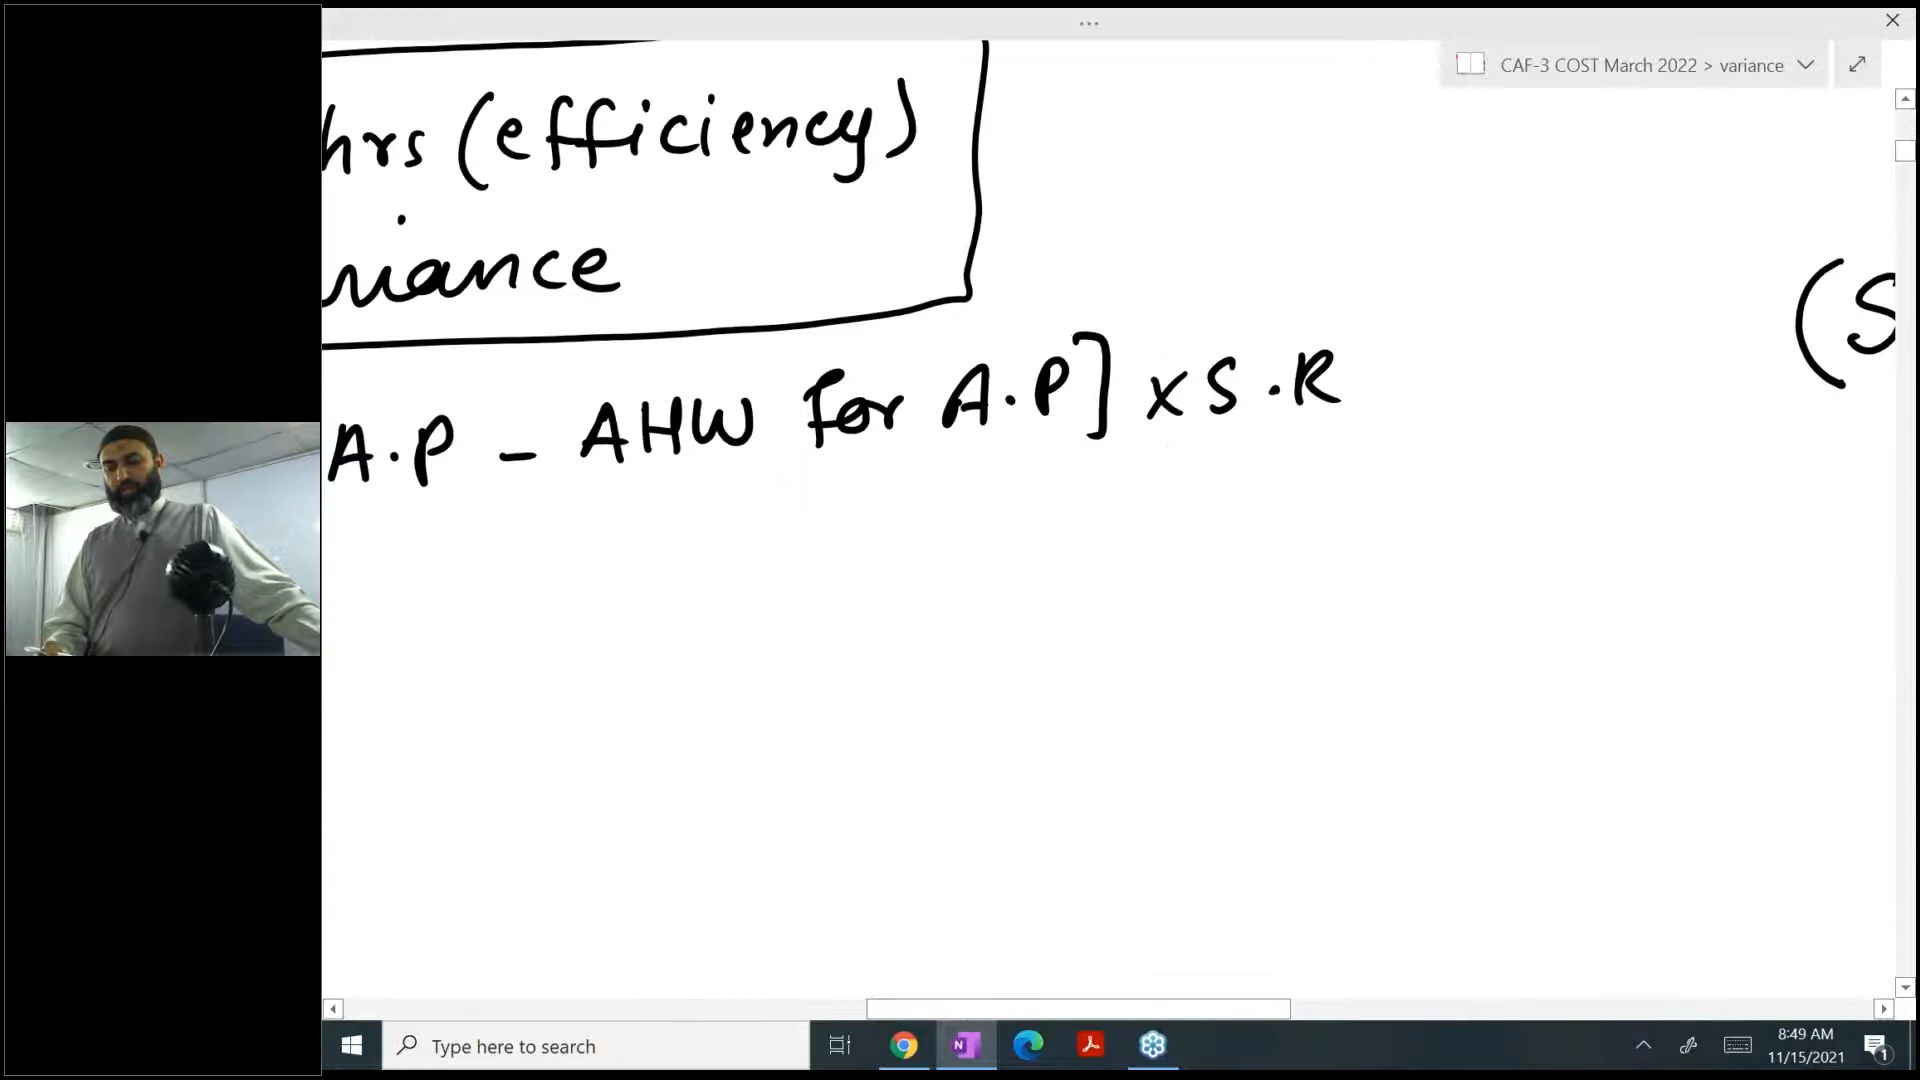 ...
CAF-3 COST March 2022 > variance
hrs (efficiency)
riance
(S
A.P - AHW for A.P] x S.R
Type here to search
N
8:49 AM
11/15/2021
1